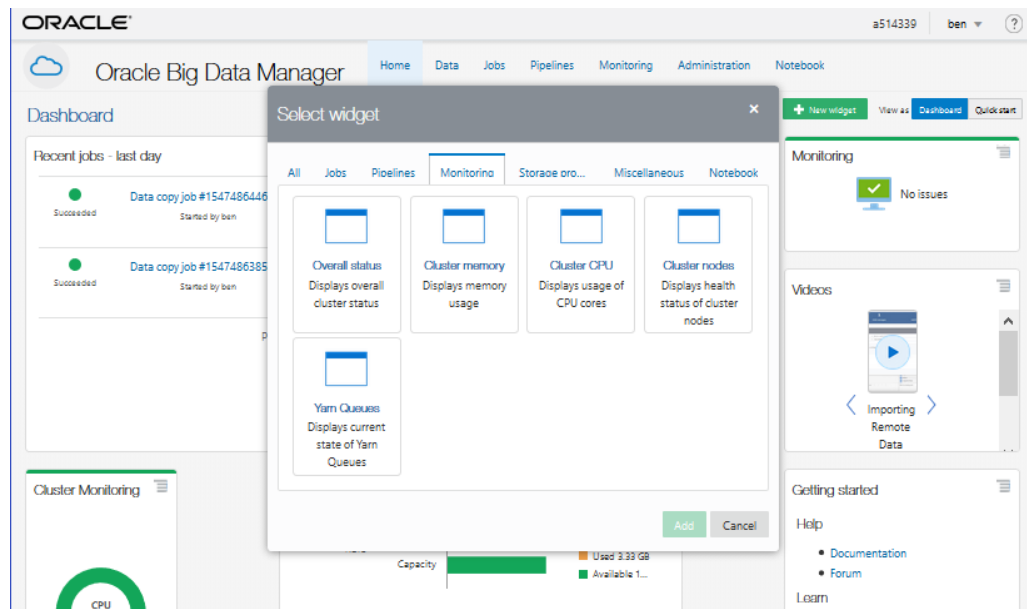 ORACLE®
a514339 ben ?
Oracle Big Data Manager
Home Data Jobs Pipelines Monitoring Administration Notebook
Dashboard
New widget View as Dashboard Quick start
Recent jobs - last day
Succeeded
Data copy job #1547486446
Started by ben
Succeeded
Data copy job #1547486385
Started by ben
Select widget
×
All Jobs Pipelines Monitoring Storage pro... Miscellaneous Notebook
Overall status
Displays overall
cluster status
Cluster memory
Displays memory
usage
Cluster CPU
Displays usage of
CPU cores
Cluster nodes
Displays health
status of cluster
nodes
Yarn Queues
Displays current
state of Yarn
Queues
Add Cancel
Monitoring
No issues
Videos
Importing
Remote
Data
Cluster Monitoring
CPU
Capacity
Used 3.33 GB
Available 1...
Getting started
Help
Documentation
Forum
Learn